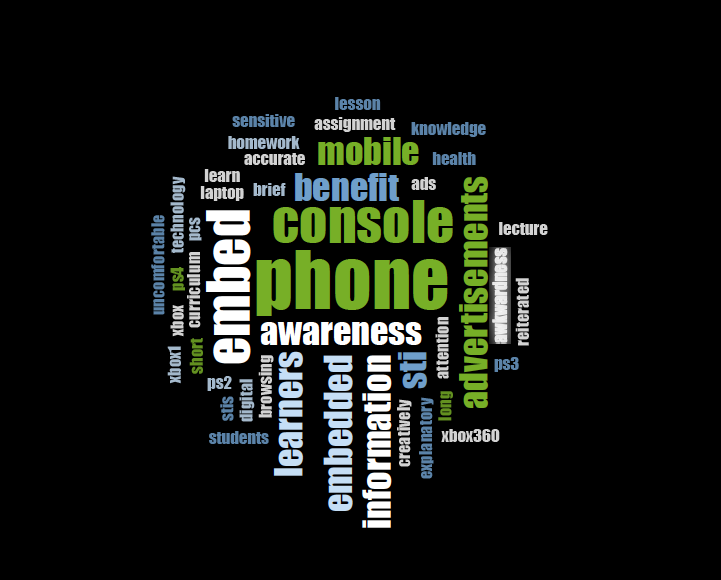 lesson
sensitive
assignment
knowledge
homework
mobile
accurate
health
learn
laptop
brief
benefit
ads
technology
pcs
console
advertisements
lecture
uncomfortable
ps4
curriculum
embed
phone
awkwardness
reiterated
xbox
awareness
attention
xbox1
short
ps2
browsing
learners
embedded
information
sti
ps3
stis
digital
creatively
explanatory
long
students
xbox360